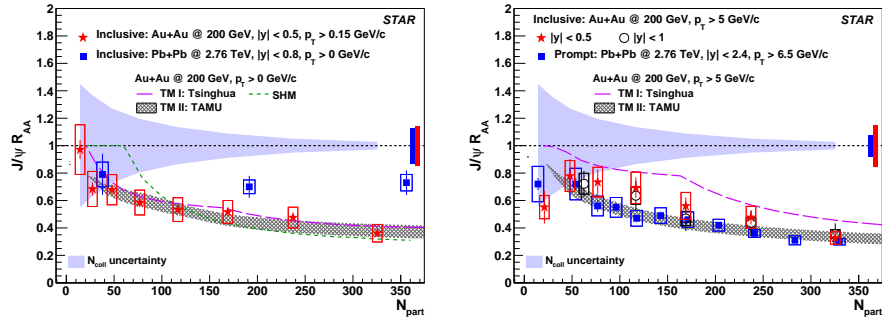 STAR
Inclusive: Au+Au @ 200 GeV, |y| < 0.5, p_T > 0.15 GeV/c
Inclusive: Pb+Pb @ 2.76 TeV, |y| < 0.8, p_T > 0 GeV/c
Au+Au @ 200 GeV, p_T > 0 GeV/c
TM I: Tsinghua
SHM
TM II: TAMU
J/ψ R_AA
2
1.8
1.6
1.4
1.2
1
0.8
0.6
0.4
0.2
0
N_coll uncertainty
0 50 100 150 200 250 300 350
N_part
STAR
Inclusive: Au+Au @ 200 GeV, p_T > 5 GeV/c
|y| < 0.5
|y| < 1
Prompt: Pb+Pb @ 2.76 TeV, |y| < 2.4, p_T > 6.5 GeV/c
Au+Au @ 200 GeV, p_T > 5 GeV/c
TM I: Tsinghua
TM II: TAMU
J/ψ R_AA
2
1.8
1.6
1.4
1.2
1
0.8
0.6
0.4
0.2
0
N_coll uncertainty
0 50 100 150 200 250 300 350
N_part